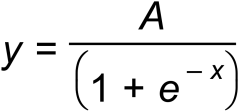 y = A / (1 + e^{-x})